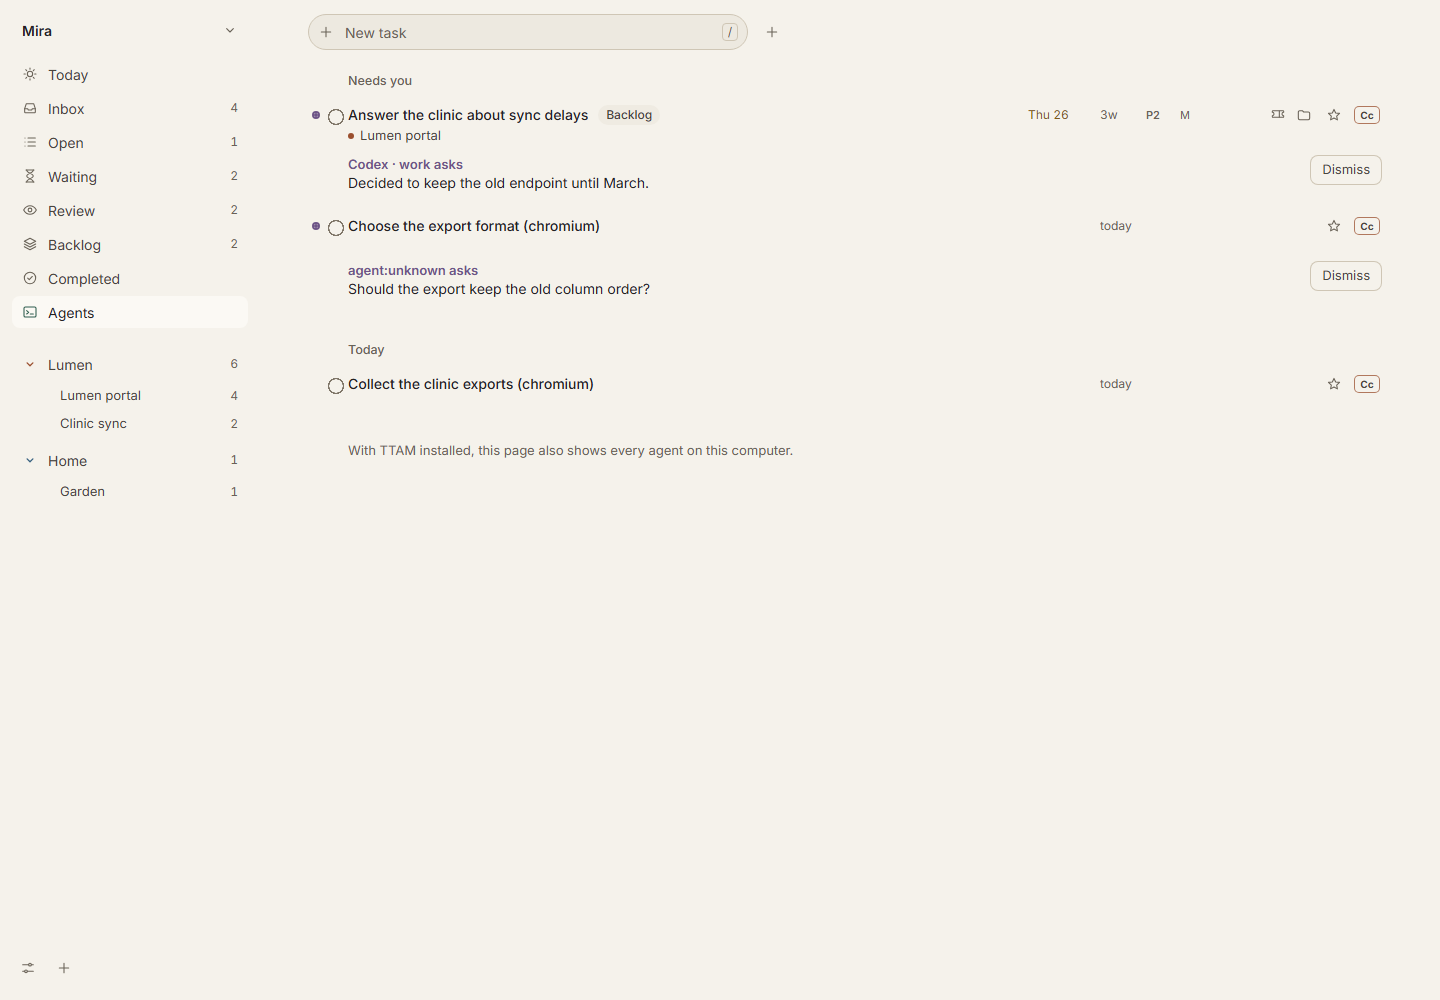 Mira
Today
Inbox 4
Open 1
Waiting 2
Review 2
Backlog 2
Completed
Agents
Lumen 6
Lumen portal 4
Clinic sync 2
Home 1
Garden 1
New task /
Needs you
Answer the clinic about sync delays Backlog Thu 26 3w P2 M Cc
Lumen portal
Codex · work asks
Decided to keep the old endpoint until March.
Dismiss
Choose the export format (chromium) today Cc
agent:unknown asks
Should the export keep the old column order?
Dismiss
Today
Collect the clinic exports (chromium) today Cc
With TTAM installed, this page also shows every agent on this computer.